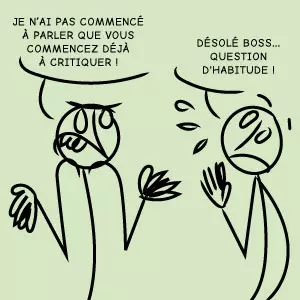 JE N'AI PAS COMMENCÉ
À PARLER QUE VOUS
COMMENCEZ DÉJÀ
À CRITIQUER !
DÉSOLÉ BOSS...
QUESTION
D'HABITUDE !